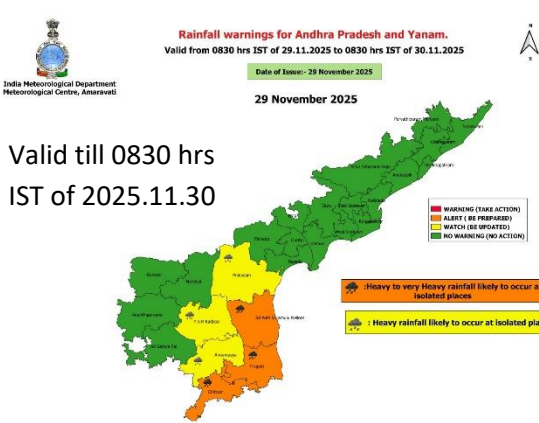 Rainfall warnings for Andhra Pradesh and Yanam.
Valid from 0830 hrs IST of 29.11.2025 to 0830 hrs IST of 30.11.2025
Date of Issue:- 29 November 2025
India Meteorological Department
Meteorological Centre, Amaravati
29 November 2025
N
Valid till 0830 hrs
IST of 2025.11.30
WARNING (TAKE ACTION)
ALERT ( BE PREPARED)
WATCH (BE UPDATED)
NO WARNING (NO ACTION)
:Heavy to very Heavy rainfall likely to occur at
isolated places
: Heavy rainfall likely to occur at isolated pla
Prakasam
Nandyal
Y.S.R Kadapa
Annamayya
Tirupati
Chittoor